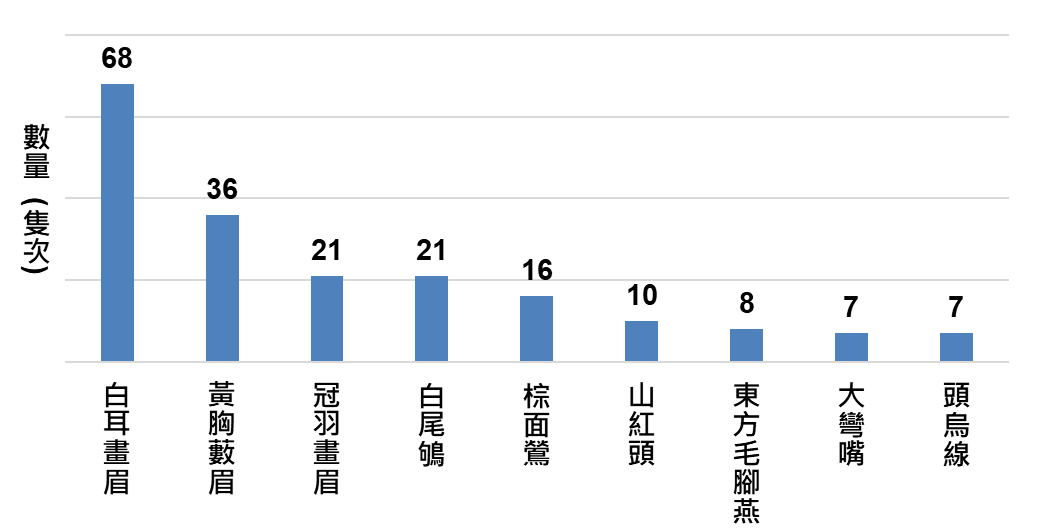 數量（隻次）
68
36
21
21
16
10
8
7
7
白耳畫眉
黃胸藪眉
冠羽畫眉
白尾鴝
棕面鶯
山紅頭
東方毛腳燕
大彎嘴
頭烏線